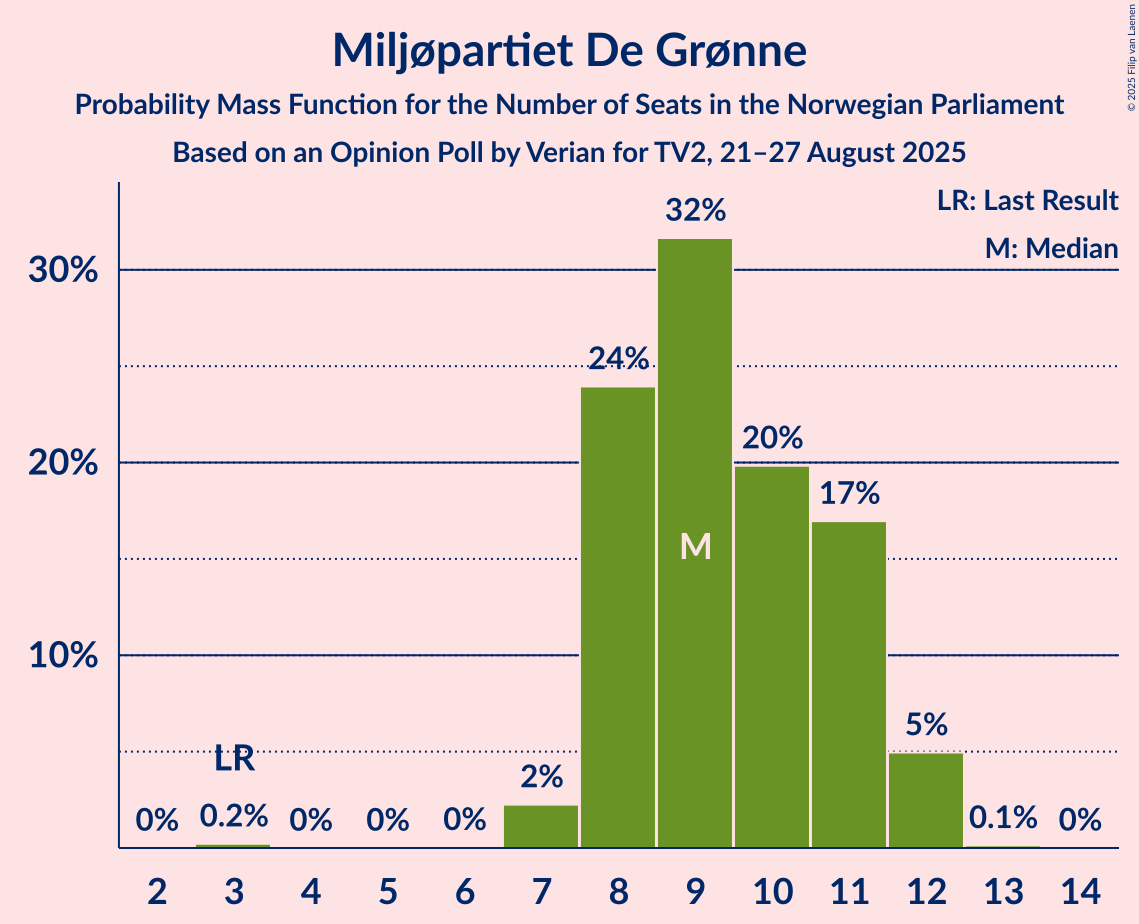 Miljøpartiet De Grønne
Probability Mass Function for the Number of Seats in the Norwegian Parliament
Based on an Opinion Poll by Verian for TV2, 21–27 August 2025
© 2025 Filip van Laenen
LR: Last Result
M: Median
30%
20%
10%
0%
LR
0.2%
0%
0%
0%
2%
24%
32%
M
20%
17%
5%
0.1%
0%
2 3 4 5 6 7 8 9 10 11 12 13 14